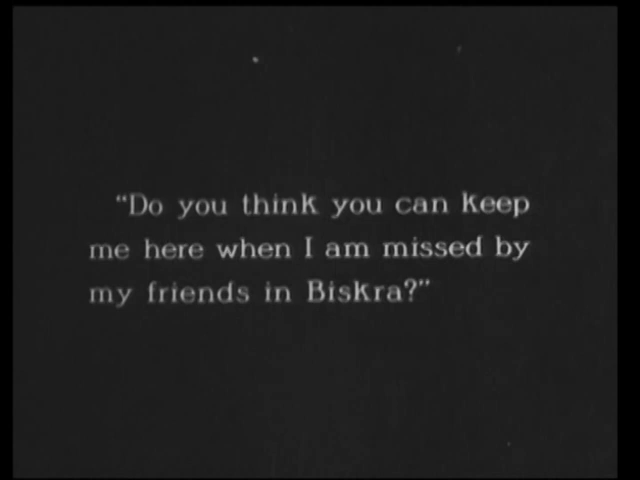 “Do you think you can keep
me here when I am missed by
my friends in Biskra?”